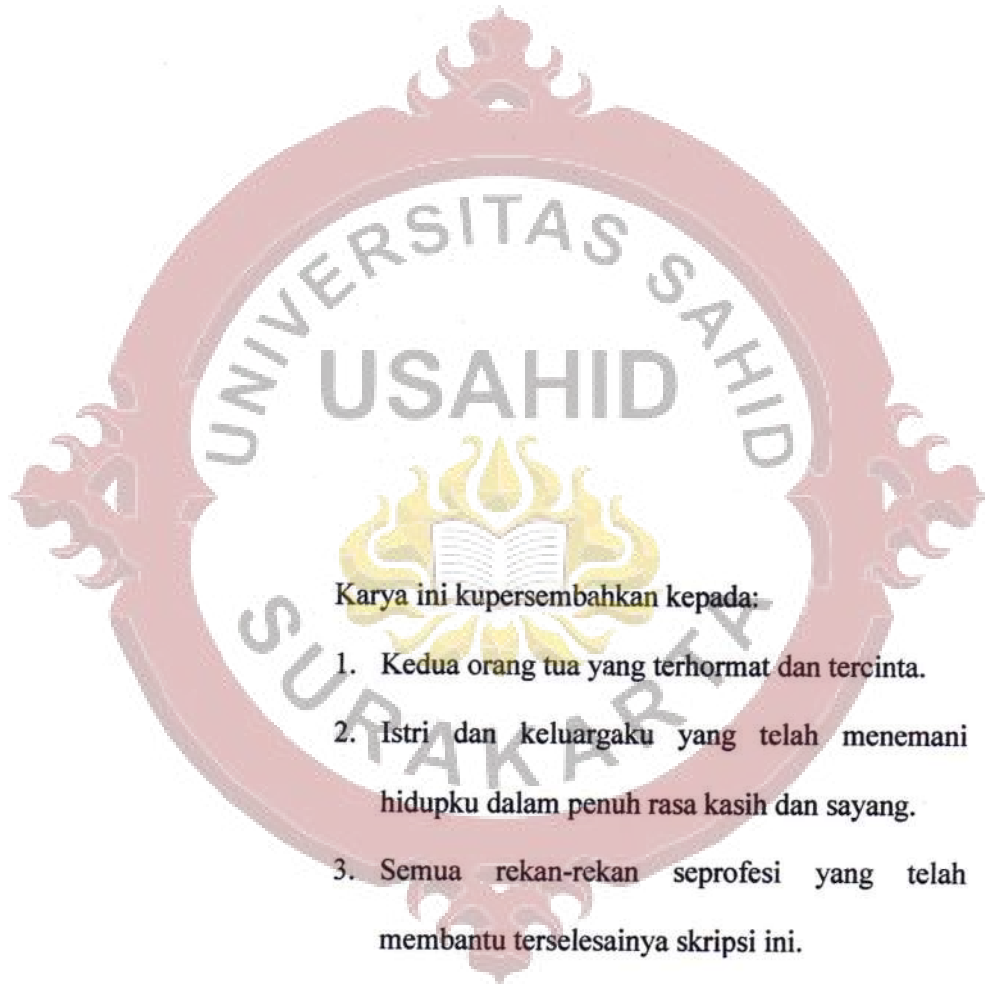 UNIVERSITAS SAHID
USAHID
SURAKARTA
Karya ini kupersembahkan kepada:
1. Kedua orang tua yang terhormat dan tercinta.
2. Istri dan keluargaku yang telah menemani
hidupku dalam penuh rasa kasih dan sayang.
3. Semua rekan-rekan seprofesi yang telah
membantu terselesainya skripsi ini.